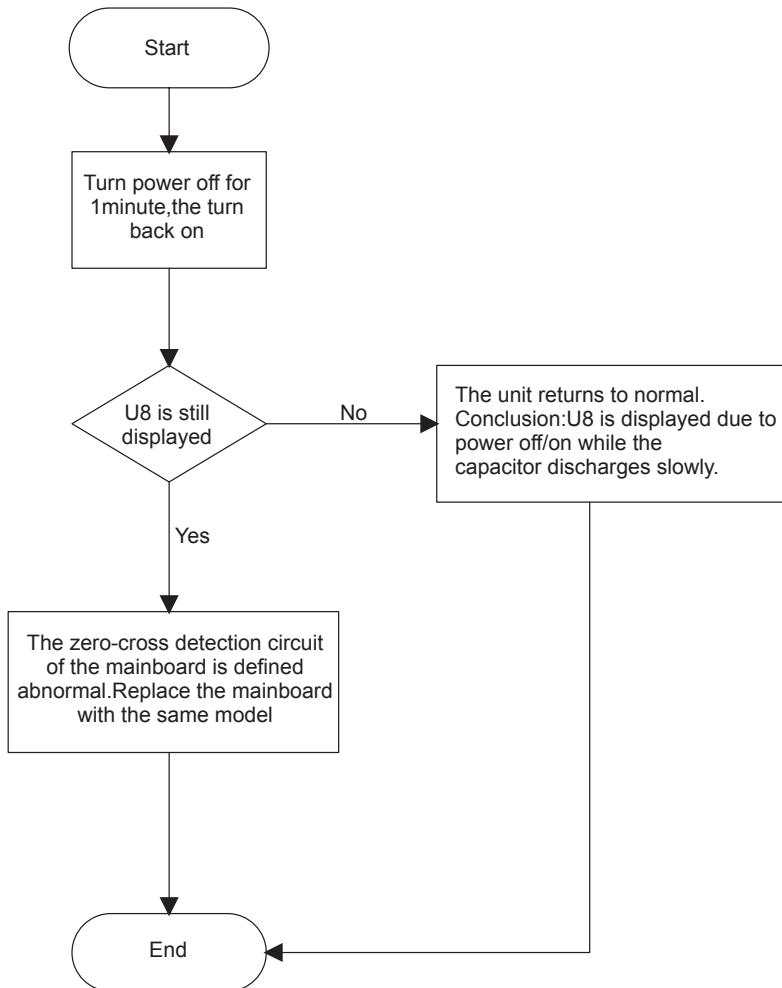 Start
Turn power off for
1minute,the turn
back on
U8 is still
displayed
No
The unit returns to normal.
Conclusion:U8 is displayed due to
power off/on while the
capacitor discharges slowly.
Yes
The zero-cross detection circuit
of the mainboard is defined
abnormal.Replace the mainboard
with the same model
End